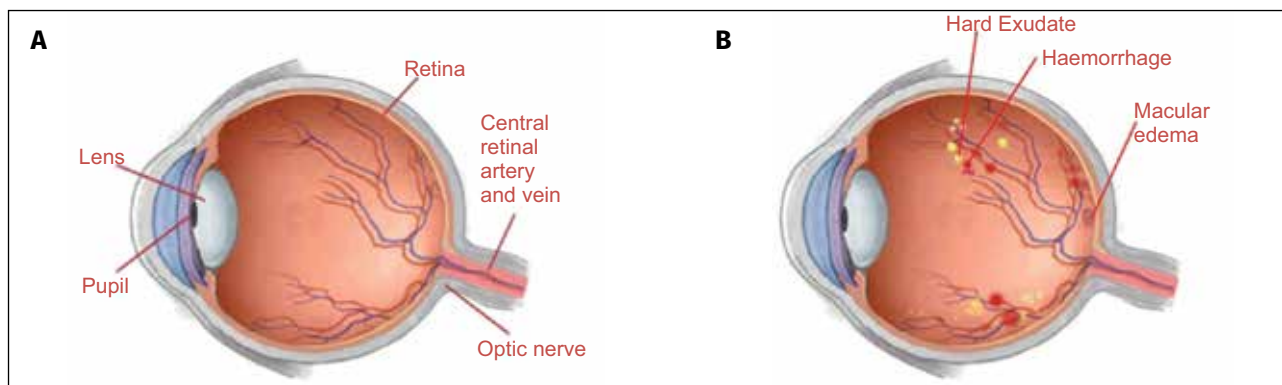 A
Retina
Central
retinal
artery
and vein
Lens
Pupil
Optic nerve
B
Hard Exudate
Haemorrhage
Macular
edema